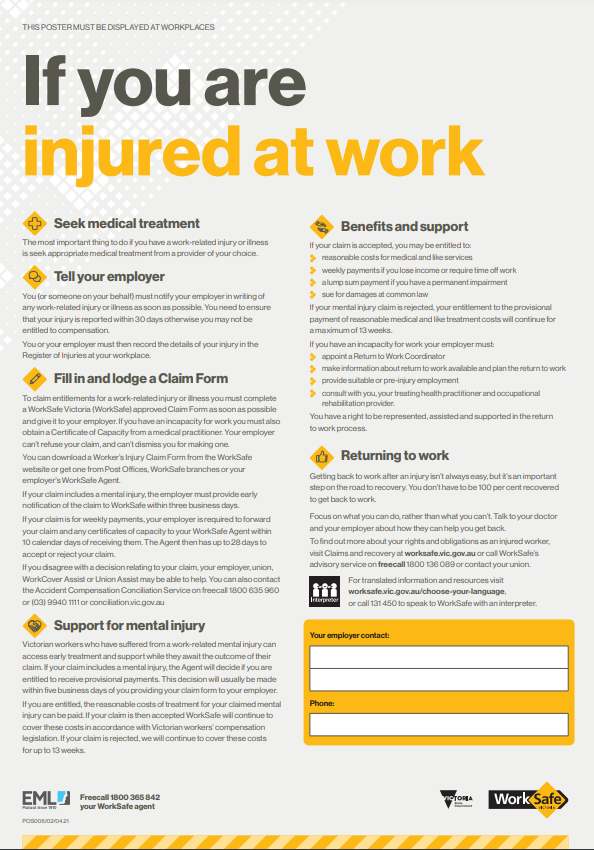 THIS POSTER MUST BE DISPLAYED AT WORKPLACES
If you are
injured at work
Seek medical treatment
The most important thing to do if you have a work-related injury or illness
is seek appropriate medical treatment from a provider of your choice.
Tell your employer
You (or someone on your behalf) must notify your employer in writing of
any work-related injury or illness as soon as possible. You need to ensure
that your injury is reported within 30 days otherwise you may not be
entitled to compensation.
You or your employer must then record the details of your injury in the
Register of Injuries at your workplace.
Fill in and lodge a Claim Form
To claim entitlements for a work-related injury or illness you must complete
a WorkSafe Victoria (WorkSafe) approved Claim Form as soon as possible
and give it to your employer. If you have an incapacity for work you must also
obtain a Certificate of Capacity from a medical practitioner. Your employer
can't refuse your claim, and can't dismiss you for making one.
You can download a Worker's Injury Claim Form from the WorkSafe
website or get one from Post Offices, WorkSafe branches or your
employer's WorkSafe Agent.
If your claim includes a mental injury, the employer must provide early
notification of the claim to WorkSafe within three business days.
If your claim is for weekly payments, your employer is required to forward
your claim and any certificates of capacity to your WorkSafe Agent within
10 calendar days of receiving them. The Agent then has up to 28 days to
accept or reject your claim.
If you disagree with a decision relating to your claim, your employer, union,
WorkCover Assist or Union Assist may be able to help. You can also contact
the Accident Compensation Conciliation Service on freecall 1800 635 960
or (03) 9940 1111 or conciliation.vic.gov.au
Support for mental injury
Victorian workers who have suffered from a work-related mental injury can
access early treatment and support while they await the outcome of their
claim. If your claim includes a mental injury, the Agent will decide if you are
entitled to receive provisional payments. This decision will usually be made
within five business days of you providing your claim form to your employer.
If you are entitled, the reasonable costs of treatment for your claimed mental
injury can be paid. If your claim is then accepted WorkSafe will continue to
cover these costs in accordance with Victorian workers' compensation
legislation. If your claim is rejected, we will continue to cover these costs
for up to 13 weeks.
Benefits and support
If your claim is accepted, you may be entitled to:
reasonable costs for medical and like services
weekly payments if you lose income or require time off work
a lump sum payment if you have a permanent impairment
sue for damages at common law
If your mental injury claim is rejected, your entitlement to the provisional
payment of reasonable medical and like treatment costs will continue for
a maximum of 13 weeks.
If you have an incapacity for work your employer must:
appoint a Return to Work Coordinator
make information about return to work available and plan the return to work
provide suitable or pre-injury employment
consult with you, your treating health practitioner and occupational
rehabilitation provider.
You have a right to be represented, assisted and supported in the return
to work process.
Returning to work
Getting back to work after an injury isn't always easy, but it's an important
step on the road to recovery. You don't have to be 100 per cent recovered
to get back to work.
Focus on what you can do, rather than what you can't. Talk to your doctor
and your employer about how they can help you get back.
To find out more about your rights and obligations as an injured worker,
visit Claims and recovery at worksafe.vic.gov.au or call WorkSafe's
advisory service on freecall 1800 136 089 or contact your union.
Interpreter
For translated information and resources visit
worksafe.vic.gov.au/choose-your-language,
or call 131 450 to speak to WorkSafe with an interpreter.
Your employer contact:
Phone:
EML
Mutual since 1910
Freecall 1800 365 842
your WorkSafe agent
VICTORIA
State
Government
WorkSafe
VICTORIA
POS006/02/04.21